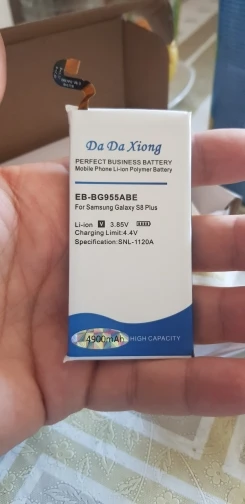 Da Da Xiong
PERFECT BUSINESS BATTERY
Mobile Phone Li-ion Polymer Battery
EB-BG955ABE
For Samsung Galaxy S8 Plus
Li-ion V 3.85V
Charging Limit:4.4V
Specification:SNL-1120A
4900mAh HIGH CAPACITY